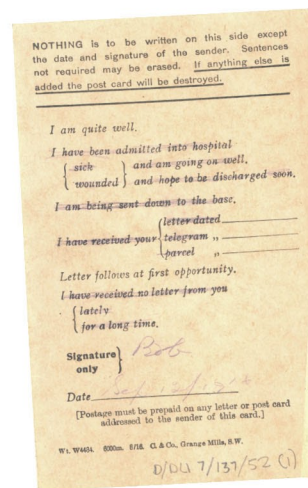 NOTHING is to be written on this side except
the date and signature of the sender. Sentences
not required may be erased. If anything else is
added the post card will be destroyed.
I am quite well.
I have been admitted into hospital
sick and am going on well.
wounded and hope to be discharged soon.
I am being sent down to the base.
letter dated
I have received your telegram „
parcel „
Letter follows at first opportunity.
I have received no letter from you
lately
for a long time.
Signature only Bob
Date
[Postage must be prepaid on any letter or post card
addressed to the sender of this card.]
Wt. W4494. 6000m. 6/16. C. & Co., Grange Mills, S.W.
D/DLI 7/137/52 (1)